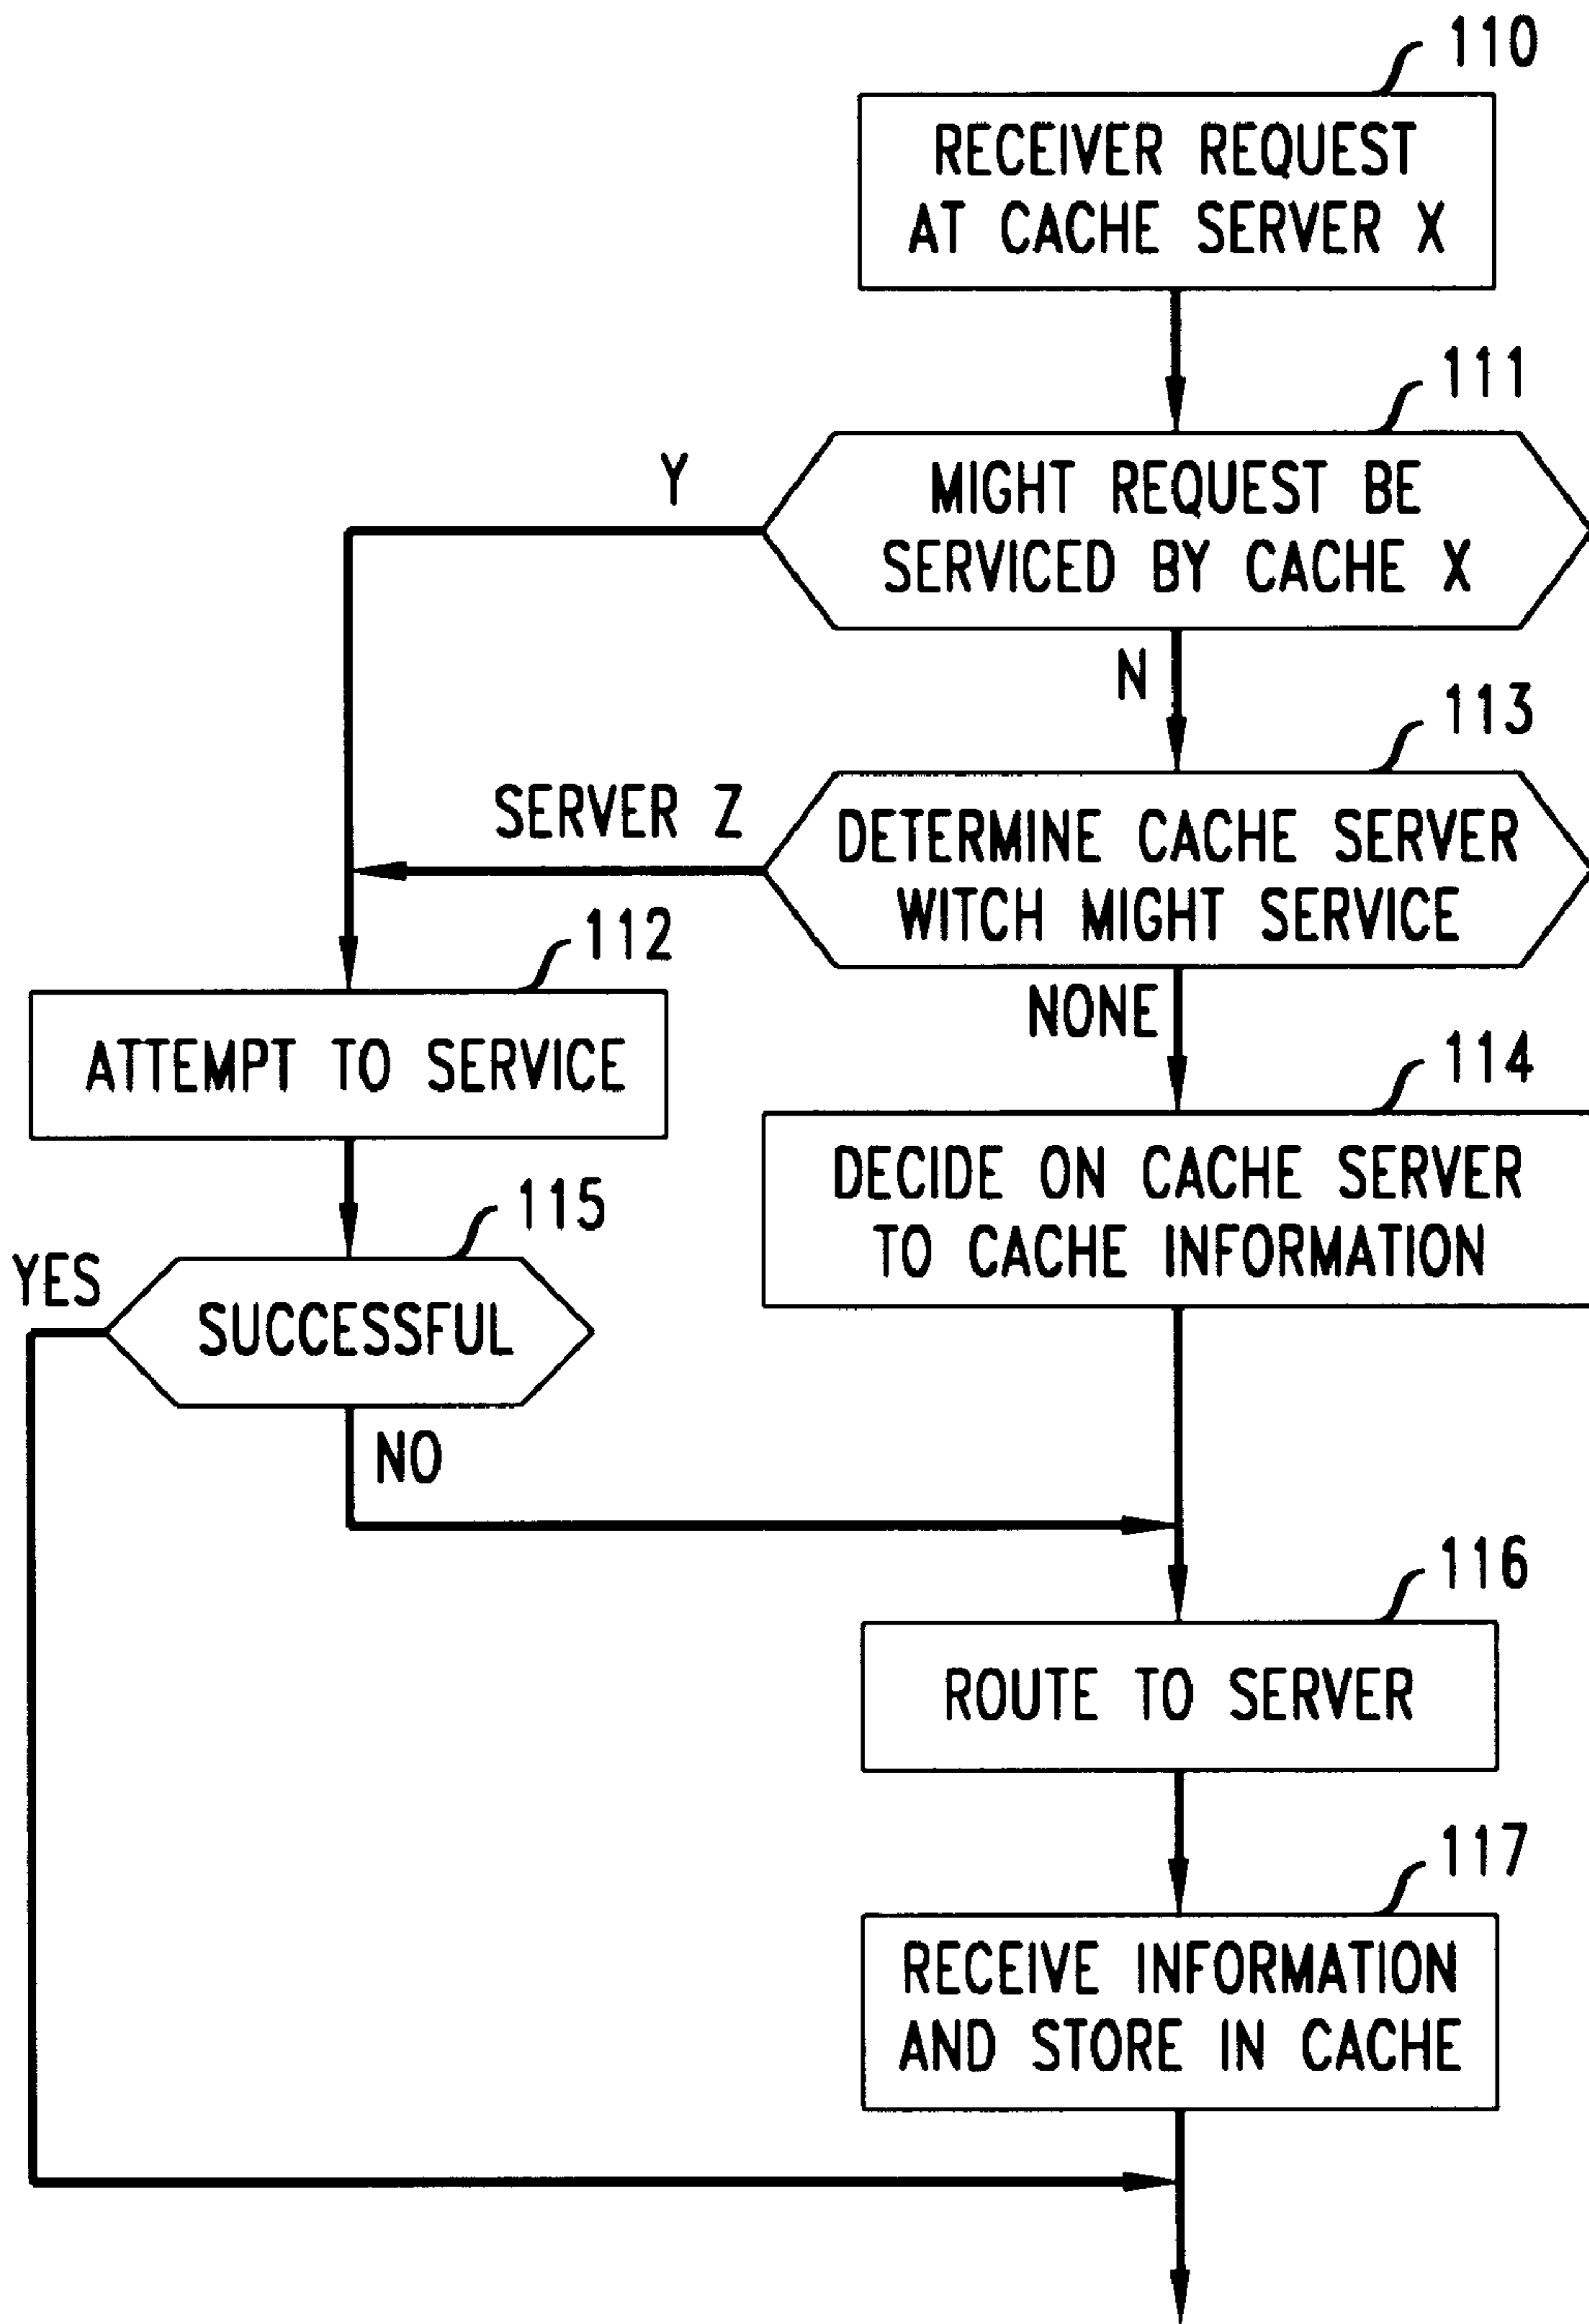 110
RECEIVER REQUEST
AT CACHE SERVER X
111
Y
MIGHT REQUEST BE
SERVICED BY CACHE X
N
113
SERVER Z
DETERMINE CACHE SERVER
WITCH MIGHT SERVICE
112
NONE
ATTEMPT TO SERVICE
114
DECIDE ON CACHE SERVER
TO CACHE INFORMATION
115
YES
SUCCESSFUL
NO
116
ROUTE TO SERVER
117
RECEIVE INFORMATION
AND STORE IN CACHE